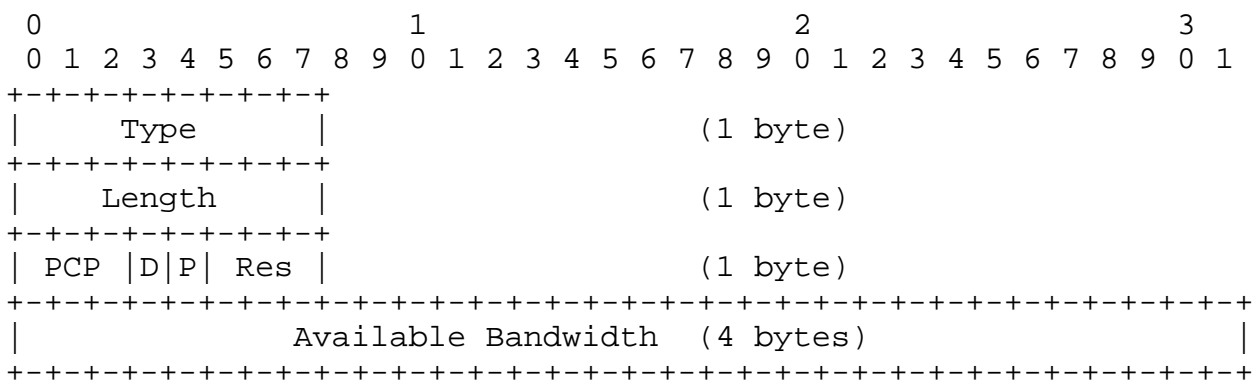 0                   1                   2                   3
 0 1 2 3 4 5 6 7 8 9 0 1 2 3 4 5 6 7 8 9 0 1 2 3 4 5 6 7 8 9 0 1
+-+-+-+-+-+-+-+-+
|     Type      |                   (1 byte)
+-+-+-+-+-+-+-+-+
|    Length     |                   (1 byte)
+-+-+-+-+-+-+-+-+
| PCP |D|P| Res |                   (1 byte)
+-+-+-+-+-+-+-+-+-+-+-+-+-+-+-+-+-+-+-+-+-+-+-+-+-+-+-+-+-+-+-+-+
|              Available Bandwidth  (4 bytes)                   |
+-+-+-+-+-+-+-+-+-+-+-+-+-+-+-+-+-+-+-+-+-+-+-+-+-+-+-+-+-+-+-+-+